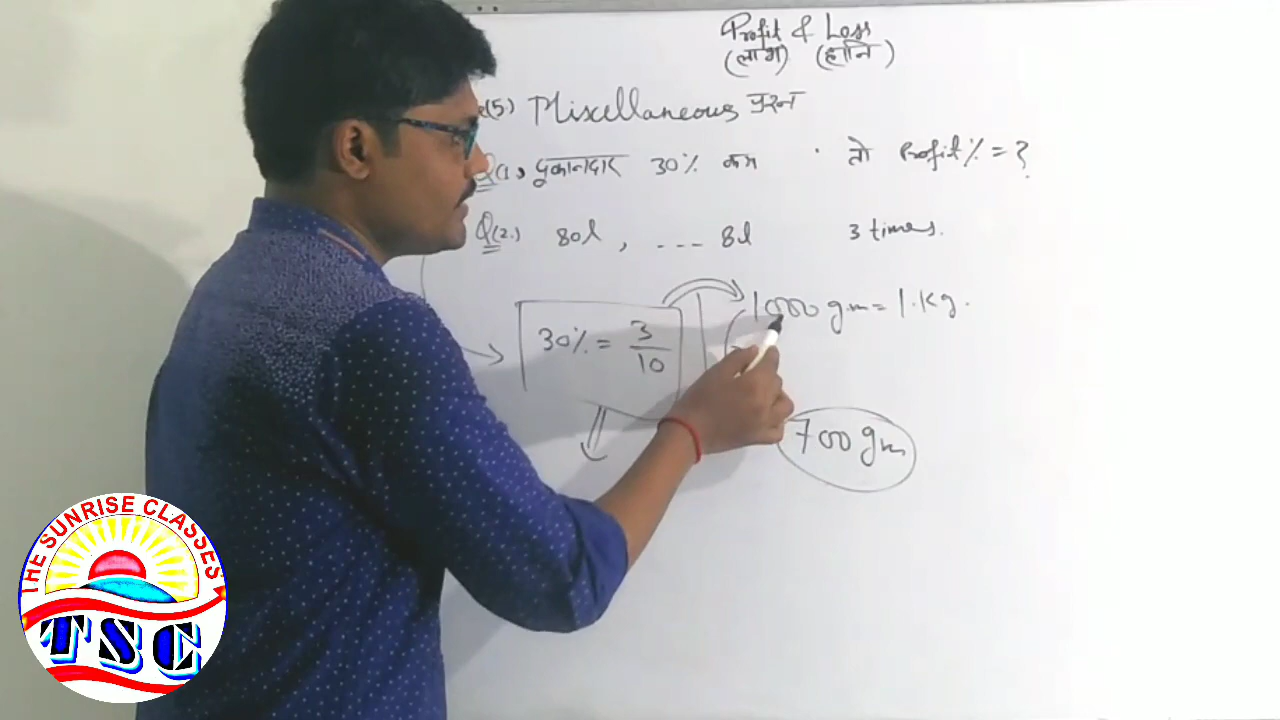 Profit & Loss
(लाभ) (हानि)
(5.) Miscellaneous प्रश्न
Q(1) दुकानदार 30% कम तो Profit% = ?
Q(2.) 80l, --- 8l 3 times.
1000 gm = 1.Kg.
30% = 3/10
700 gm
THE SUNRISE CLASSES
TSC